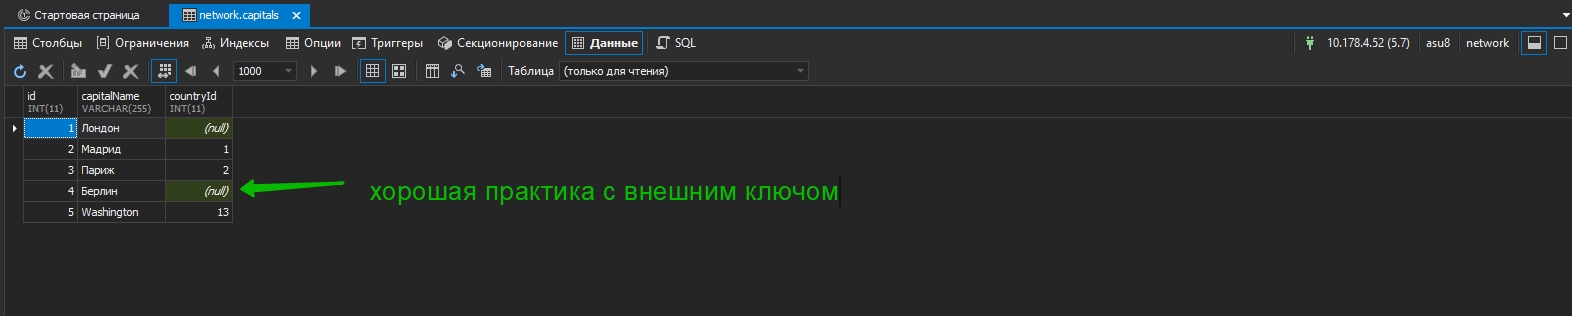 Стартовая страница network.capitals
Столбцы Ограничения Индексы Опции Триггеры Секционирование Данные SQL 10.178.4.52 (5.7) asu8 network
1000 Таблица (только для чтения)
id capitalName countryId
INT(11) VARCHAR(255) INT(11)
1 Лондон (null)
2 Мадрид 1
3 Париж 2
4 Берлин (null) хорошая практика с внешним ключом
5 Washington 13